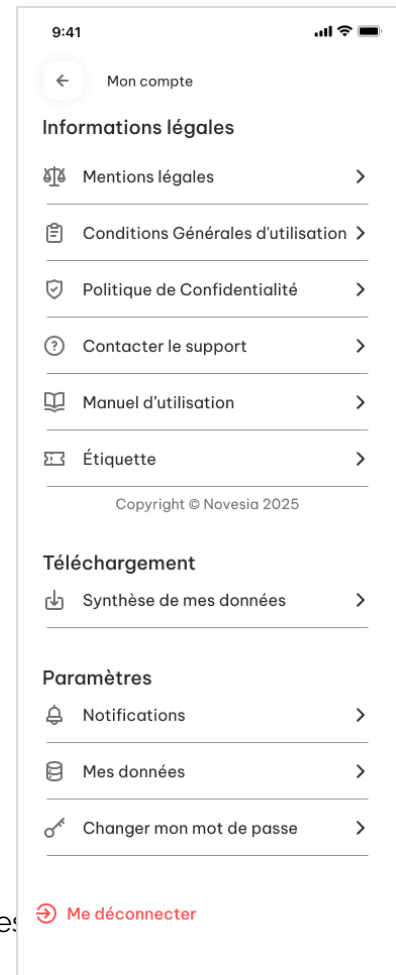 9:41
Mon compte
Informations légales
Mentions légales
Conditions Générales d'utilisation
Politique de Confidentialité
Contacter le support
Manuel d’utilisation
Étiquette
Copyright © Novesia 2025
Téléchargement
Synthèse de mes données
Paramètres
Notifications
Mes données
Changer mon mot de passe
Me déconnecter